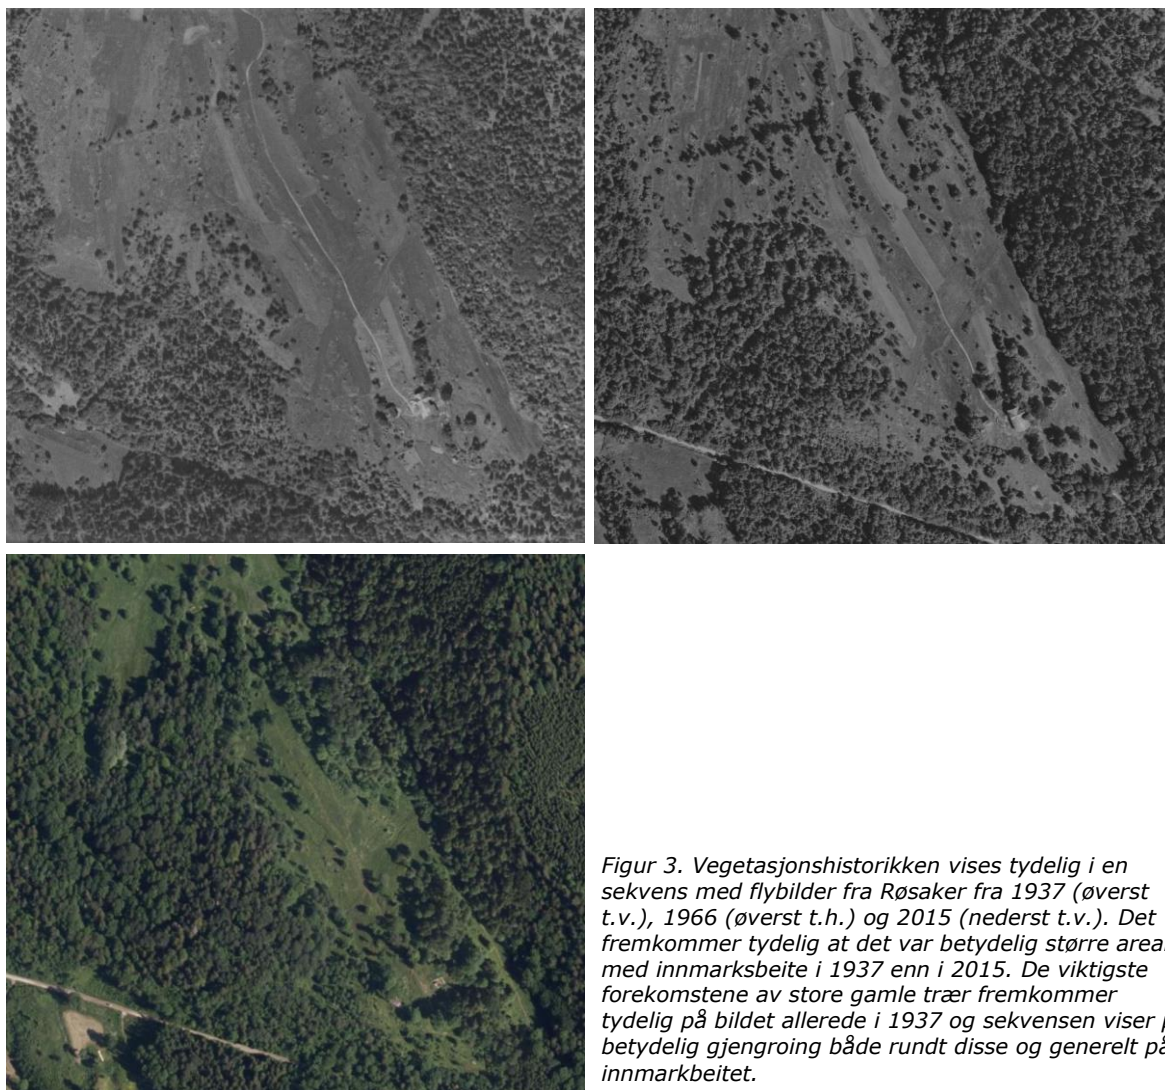 Figur 3. Vegetasjonshistorikken vises tydelig i en
sekvens med flybilder fra Røsaker fra 1937 (øverst
t.v.), 1966 (øverst t.h.) og 2015 (nederst t.v.). Det
fremkommer tydelig at det var betydelig større
med innmarksbeite i 1937 enn i 2015. De viktigste
forekomstene av store gamle trær fremkommer
tydelig på bildet allerede i 1937 og sekvensen viser
betydelig gjengroing både rundt disse og generelt på
innmarkbeitet.